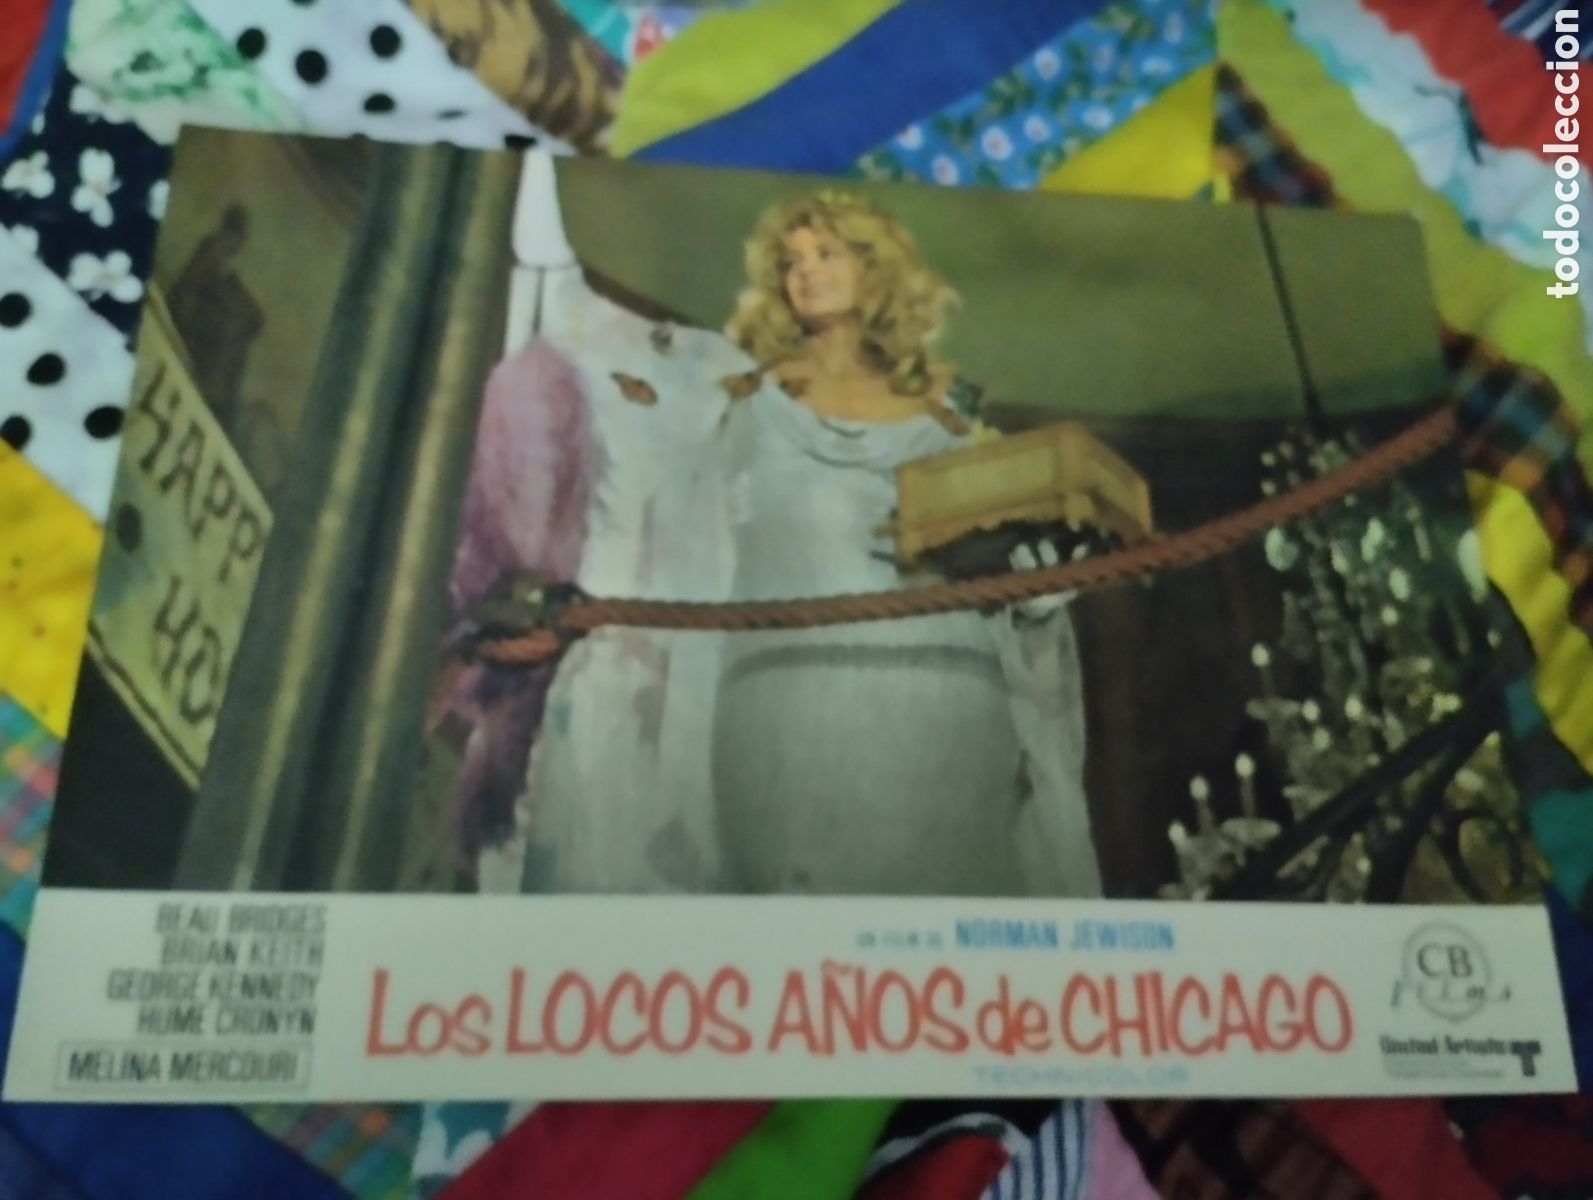 todocoleccion
HAPP
HO
BEAU BRIDGES
BRIAN KEITH
GEORGE KENNEDY
HUME CRONYN
MELINA MERCOURI
UN FILM DE NORMAN JEWISON
LOS LOCOS AÑOS de CHICAGO
TECHNICOLOR
CB
FILMS
United Artists
T